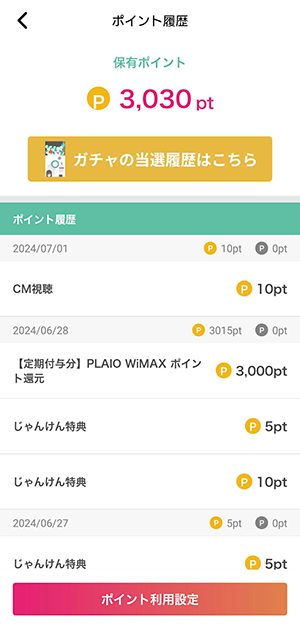 ポイント履歴
保有ポイント
P 3,030 pt
ガチャの当選履歴はこちら
ポイント履歴
2024/07/01 P 10pt P 0pt
CM視聴 P 10pt
2024/06/28 P 3015pt P 0pt
【定期付与分】PLAIO WiMAX ポイン
ト還元 P 3,000pt
じゃんけん特典 P 5pt
じゃんけん特典 P 10pt
2024/06/27 P 5pt P 0pt
じゃんけん特典 P 5pt
ポイント利用設定